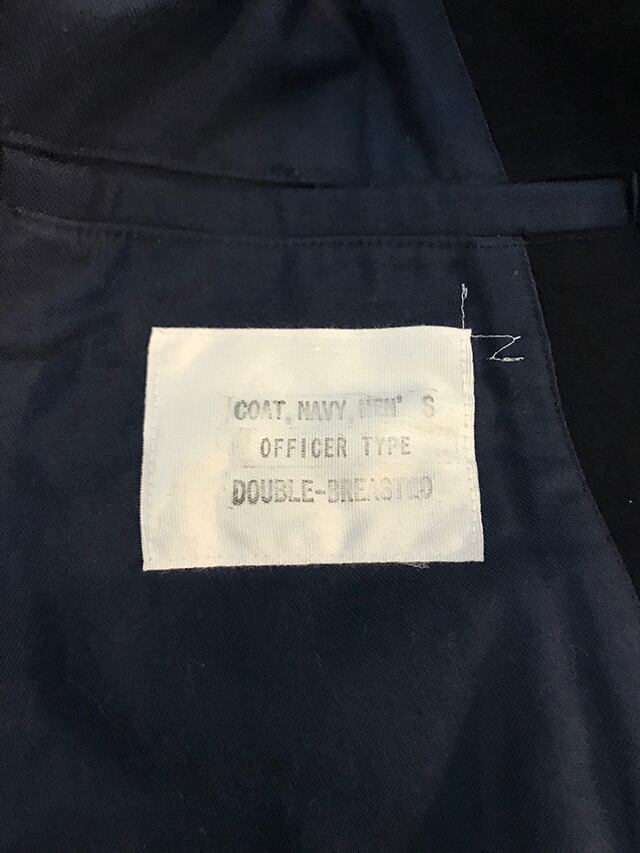 COAT, NAVY, MEN'S
OFFICER TYPE
DOUBLE-BREASTED